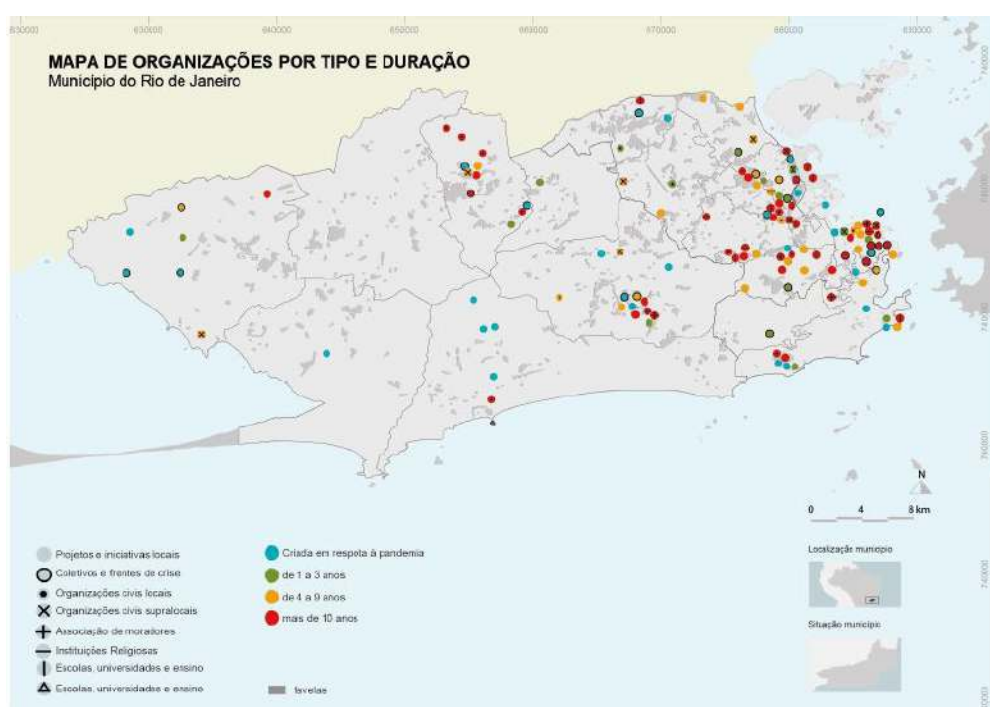 640000
MAPA DE ORGANIZAÇÕES POR TIPO E DURAÇÃO
Município do Rio de Janeiro
N
0 4 8 km
Localização município
Situação município
Projetos e iniciativas locais
Coletivos e frentes de crise
Organizações civis locais
Organizações civis supralocais
Associação de moradores
Instituições Religiosas
Escolas, universidades e ensino
Escolas, universidades e ensino
Criada em respota à pandemia
de 1 a 3 anos
de 4 a 9 anos
mais de 10 anos
favelas